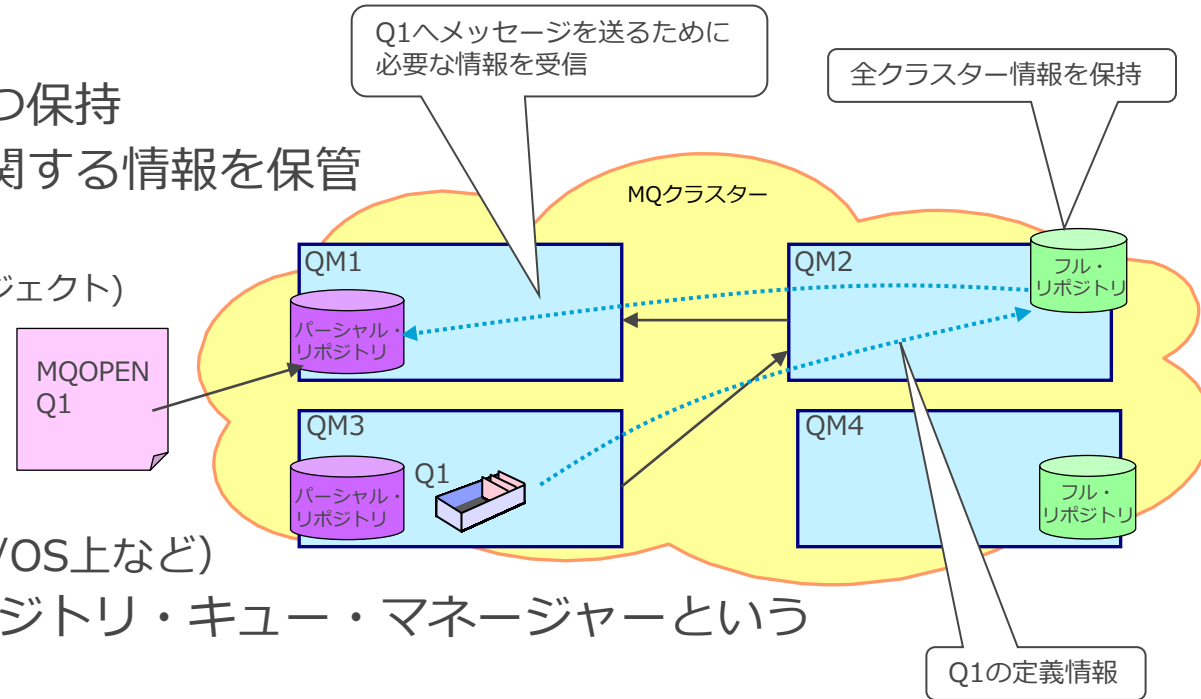 Q1へメッセージを送るために
必要な情報を受信
全クラスター情報を保持
つ保持
関する情報を保管
MQクラスター
QM1
QM2
フル・
リポジトリ
ジェクト)
パーシャル・
リポジトリ
MQOPEN
Q1
QM3
QM4
Q1
パーシャル・
リポジトリ
フル・
リポジトリ
/OS上など)
ジトリ・キュー・マネージャーという
Q1の定義情報